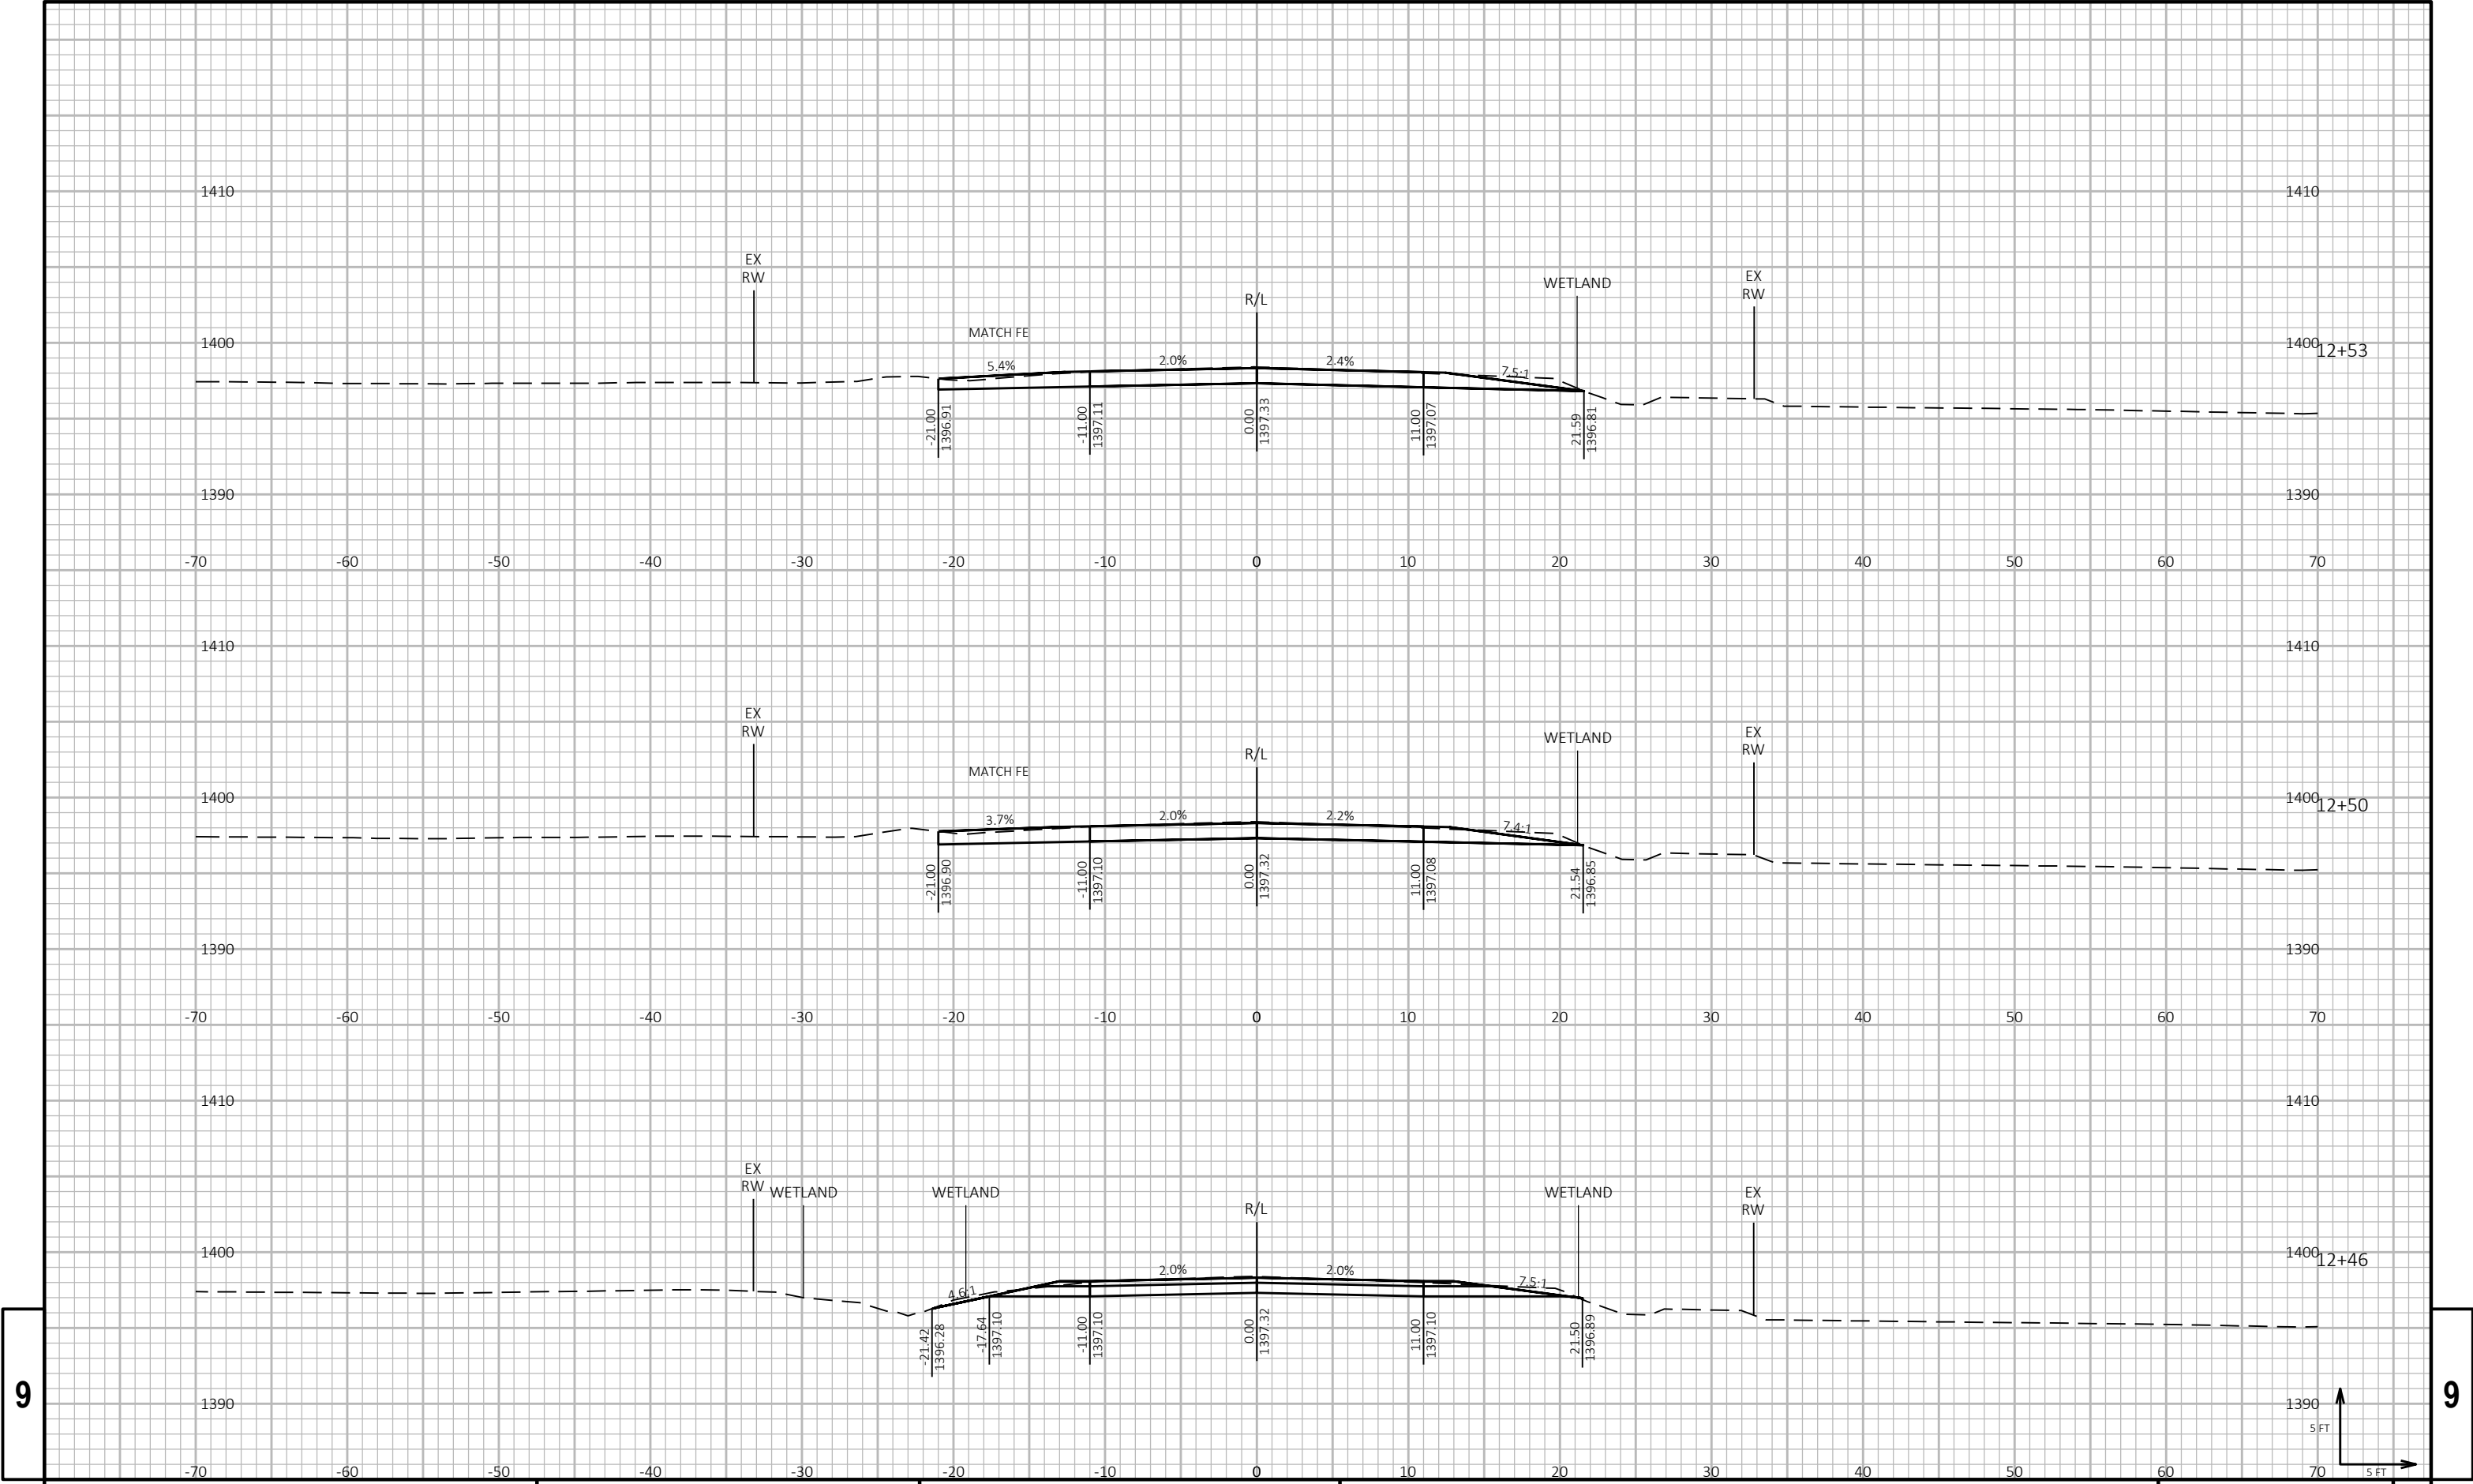 1410 1410
EX
RW
EX
RW
WETLAND
R/L
MATCH FE
1400 1400
12+53
5.4% 2.0% 2.4% 7.5:1
-21.00
1396.91
-11.00
1397.11
0.00
1397.33
11.00
1397.07
21.59
1396.81
1390 1390
-70 -60 -50 -40 -30 -20 -10 0 10 20 30 40 50 60 70
1410 1410
EX
RW
EX
RW
WETLAND
R/L
MATCH FE
1400 1400
12+50
3.7% 2.0% 2.2% 7.4:1
-21.00
1396.90
-11.00
1397.10
0.00
1397.32
11.00
1397.08
21.54
1396.85
1390 1390
-70 -60 -50 -40 -30 -20 -10 0 10 20 30 40 50 60 70
1410 1410
EX
RW
WETLAND
WETLAND
R/L
WETLAND
EX
RW
1400 1400
12+46
4.6:1 2.0% 2.0% 7.5:1
-21.42
1396.28
-17.64
1397.10
-11.00
1397.10
0.00
1397.32
11.00
1397.10
21.50
1396.89
9 9
1390 1390
5 FT
5 FT
-70 -60 -50 -40 -30 -20 -10 0 10 20 30 40 50 60 70